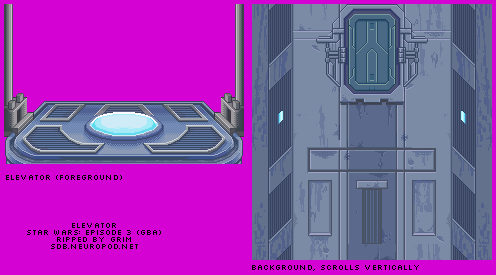 ELEVATOR (FOREGROUND)
ELEVATOR
STAR WARS: EPISODE 3 (GBA)
RIPPED BY GRIM
SDB.NEUROPOD.NET
BACKGROUND, SCROLLS VERTICALLY